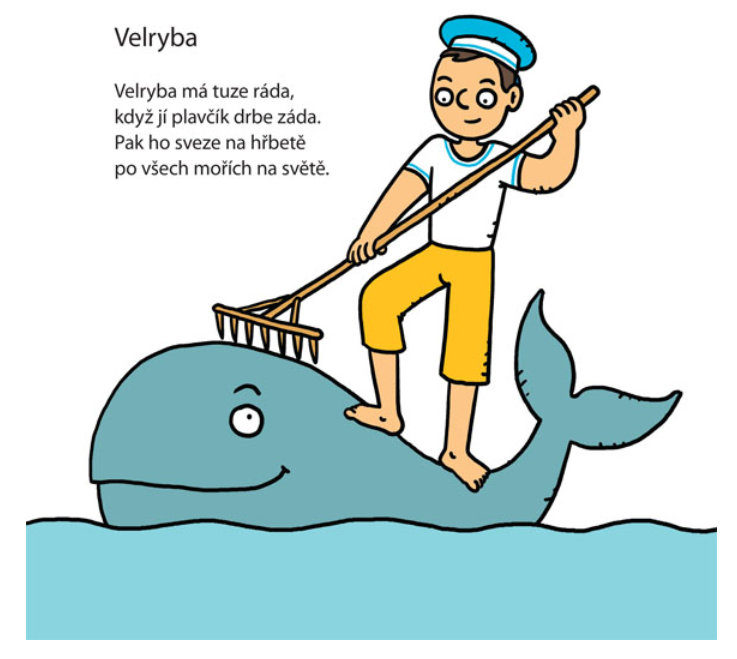 Velryba
Velryba má tuze ráda,
když jí plavčík drbe záda.
Pak ho sveze na hřbetě
po všech mořích na světě.